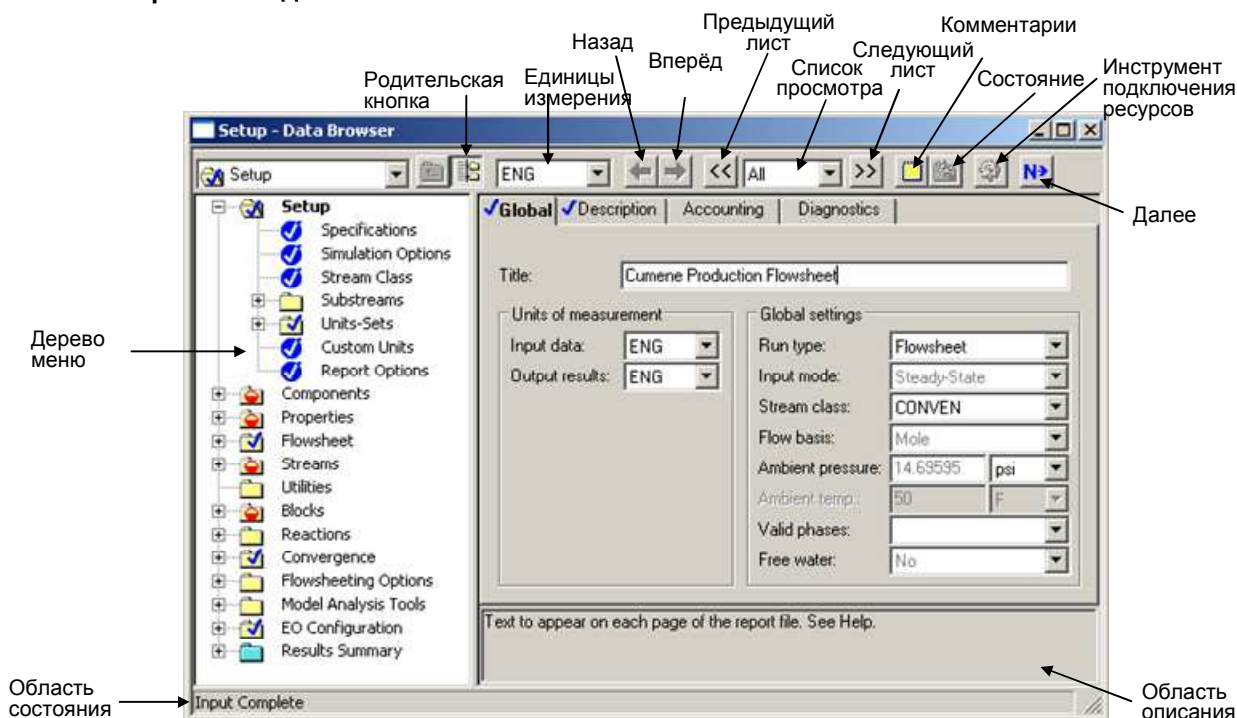 Предыдущий
лист
Комментарии
Назад
Вперёд
Список
просмотра
Следующий
лист
Состояние
Инструмент
подключения
ресурсов
Родительская
кнопка
Единицы
измерения
Setup - Data Browser
Setup
ENG
<<
All
>>
N>
Далее
Setup
Specifications
Simulation Options
Stream Class
Substreams
Units-Sets
Custom Units
Report Options
Components
Properties
Flowsheet
Streams
Utilities
Blocks
Reactions
Convergence
Flowsheeting Options
Model Analysis Tools
EO Configuration
Results Summary
Дерево
меню
Global Description Accounting Diagnostics
Title: Cumene Production Flowsheet
Units of measurement
Input data: ENG
Output results: ENG
Global settings
Run type: Flowsheet
Input mode: Steady-State
Stream class: CONVEN
Flow basis: Mole
Ambient pressure: 14.69595 psi
Ambient temp.: 50 F
Valid phases:
Free water: No
Text to appear on each page of the report file. See Help.
Область
состояния
Input Complete
Область
описания